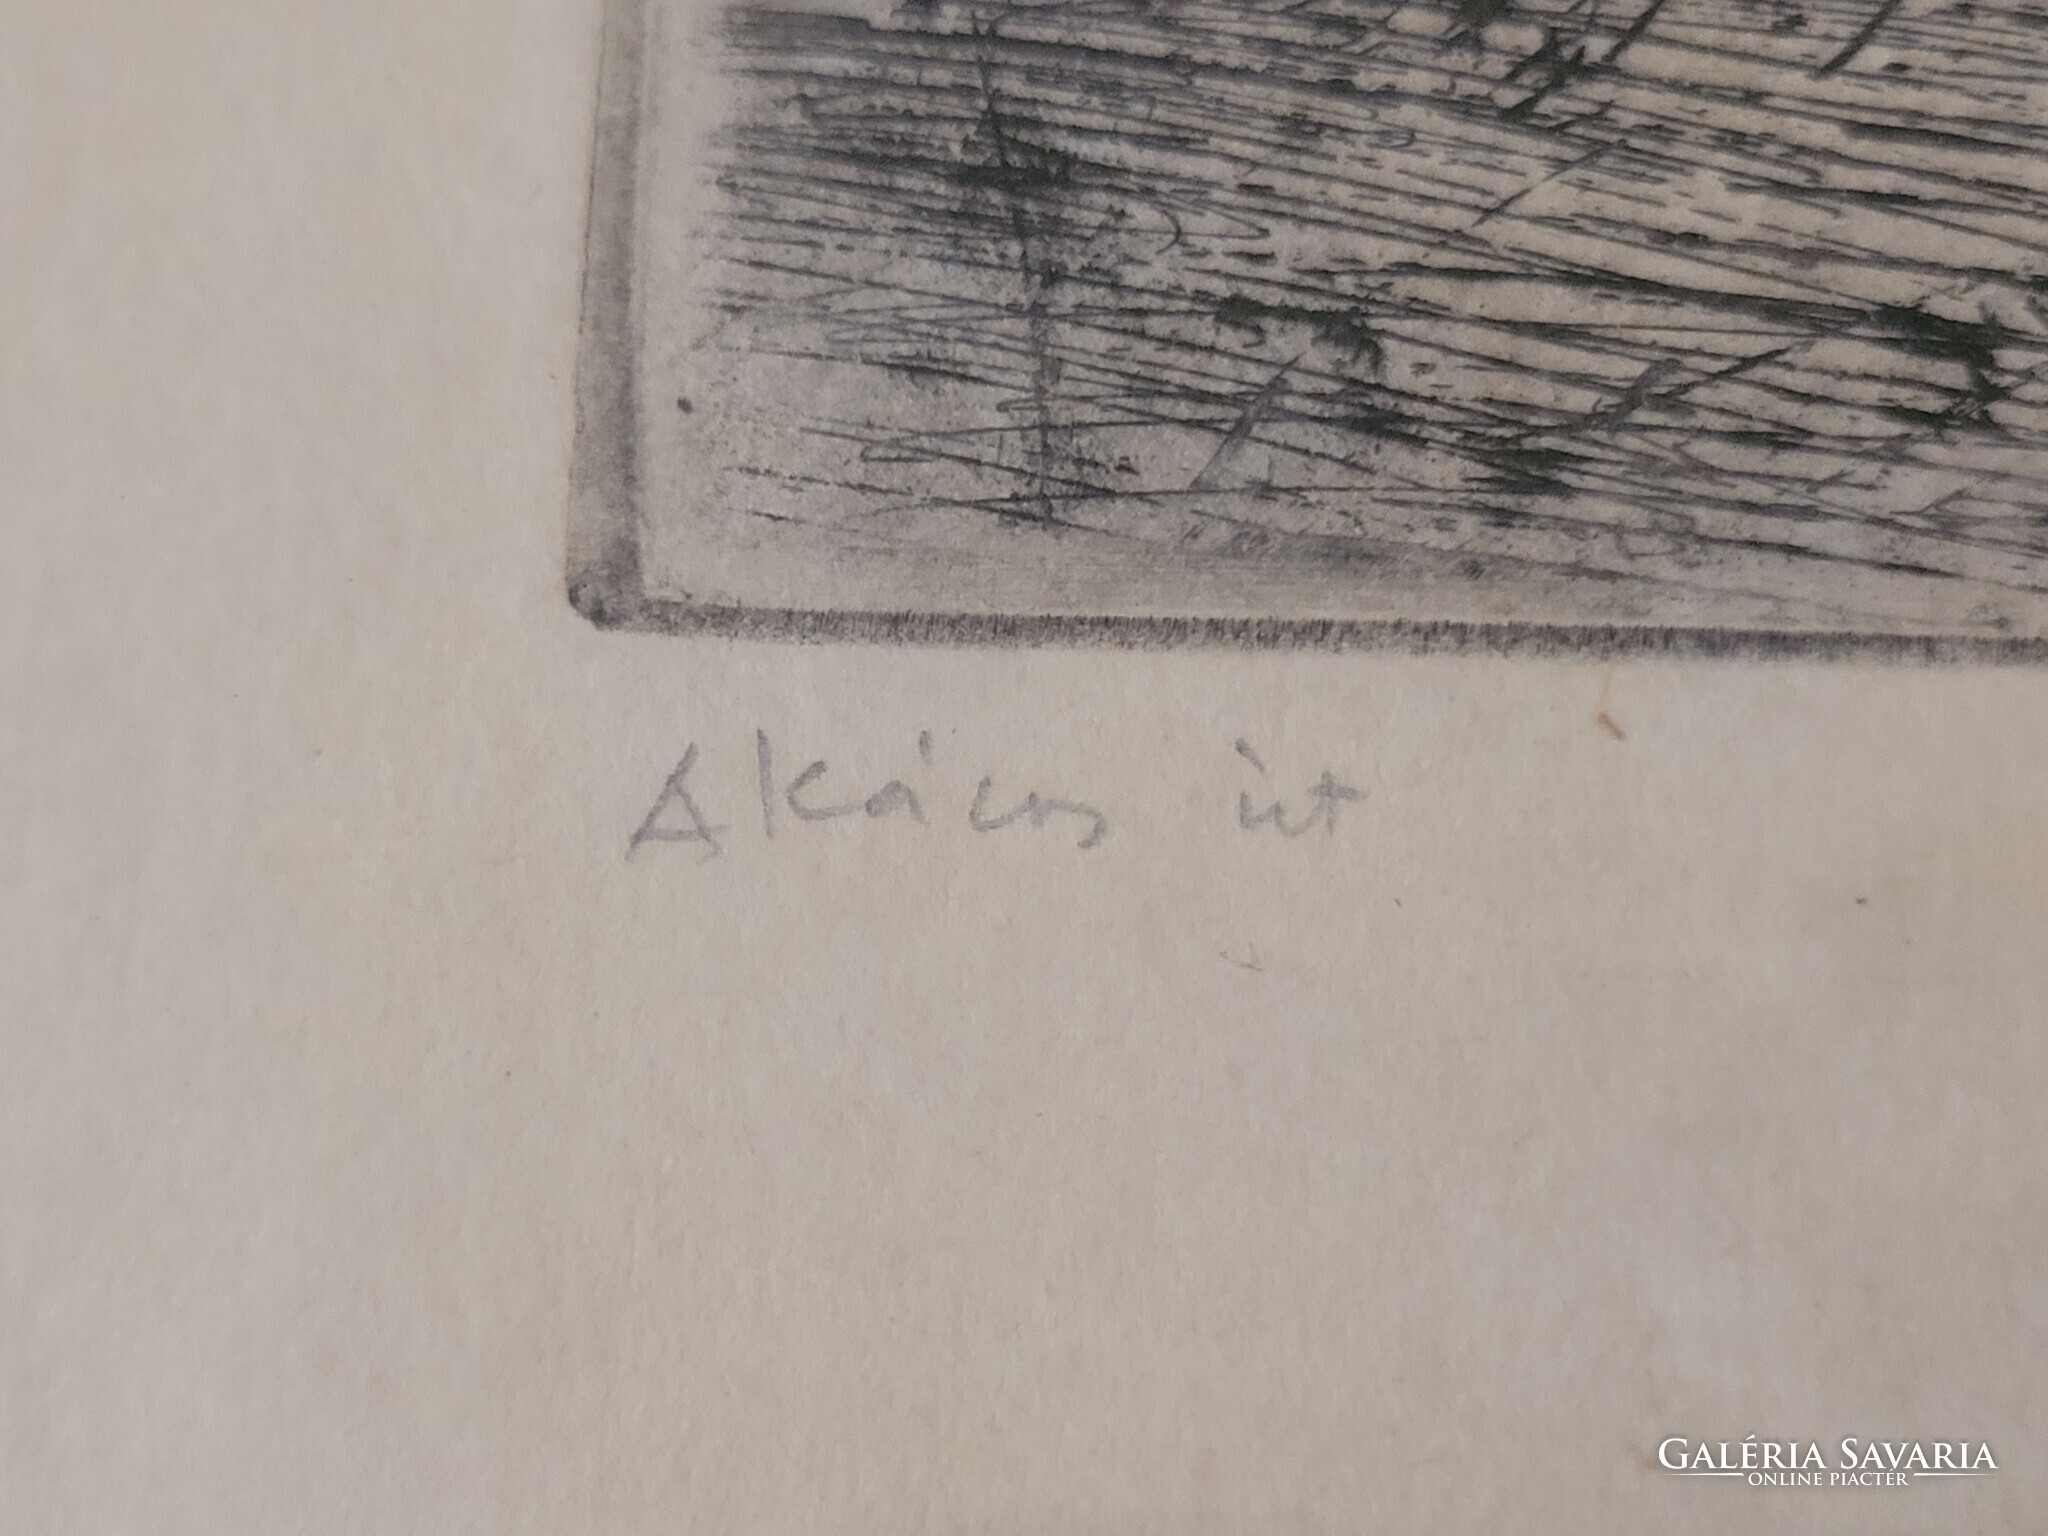 Akácos út
GALÉRIA SAVARIA
ONLINE PIACTÉR